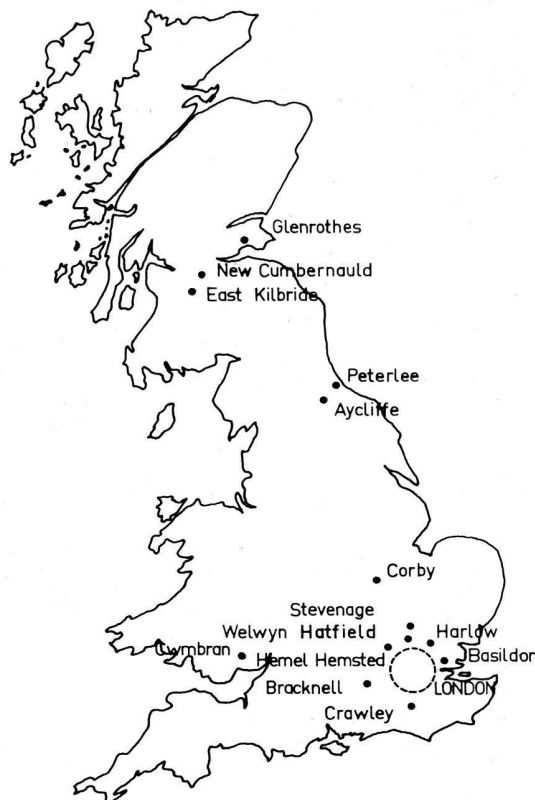 Glenrothes
New Cumbernauld
East Kilbride
Peterlee
Aycliffe
Corby
Stevenage
Welwyn Hatfield
Harlow
Cwmbran
Hemel Hemsted
Basildon
Bracknell
LONDON
Crawley